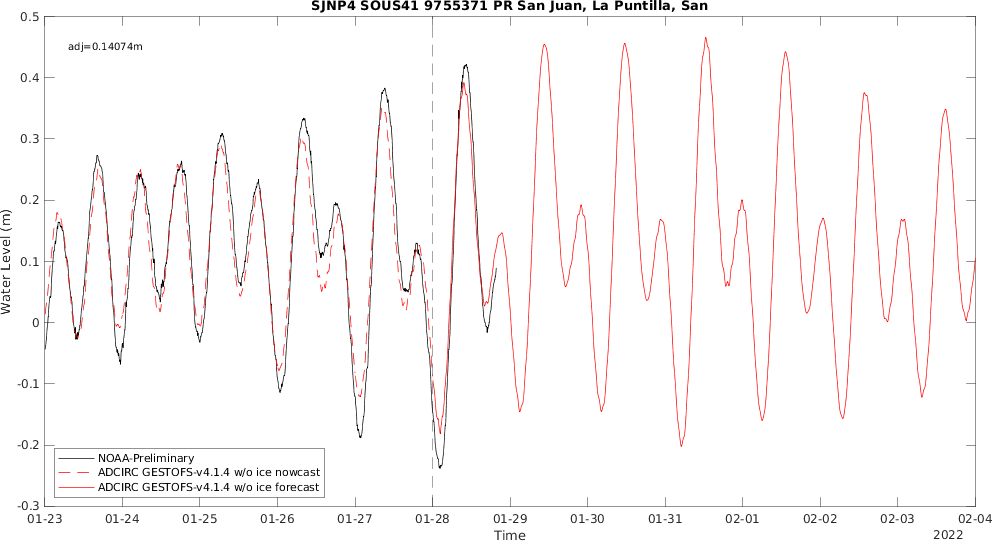 SJNP4 SOUS41 9755371 PR San Juan, La Puntilla, San
adj=0.14074m
Water Level (m)
0.5
0.4
0.3
0.2
0.1
0
-0.1
-0.2
-0.3
NOAA-Preliminary
ADCIRC GESTOFS-v4.1.4 w/o ice nowcast
ADCIRC GESTOFS-v4.1.4 w/o ice forecast
01-23 01-24 01-25 01-26 01-27 01-28 01-29 01-30 01-31 02-01 02-02 02-03 02-04
Time
2022